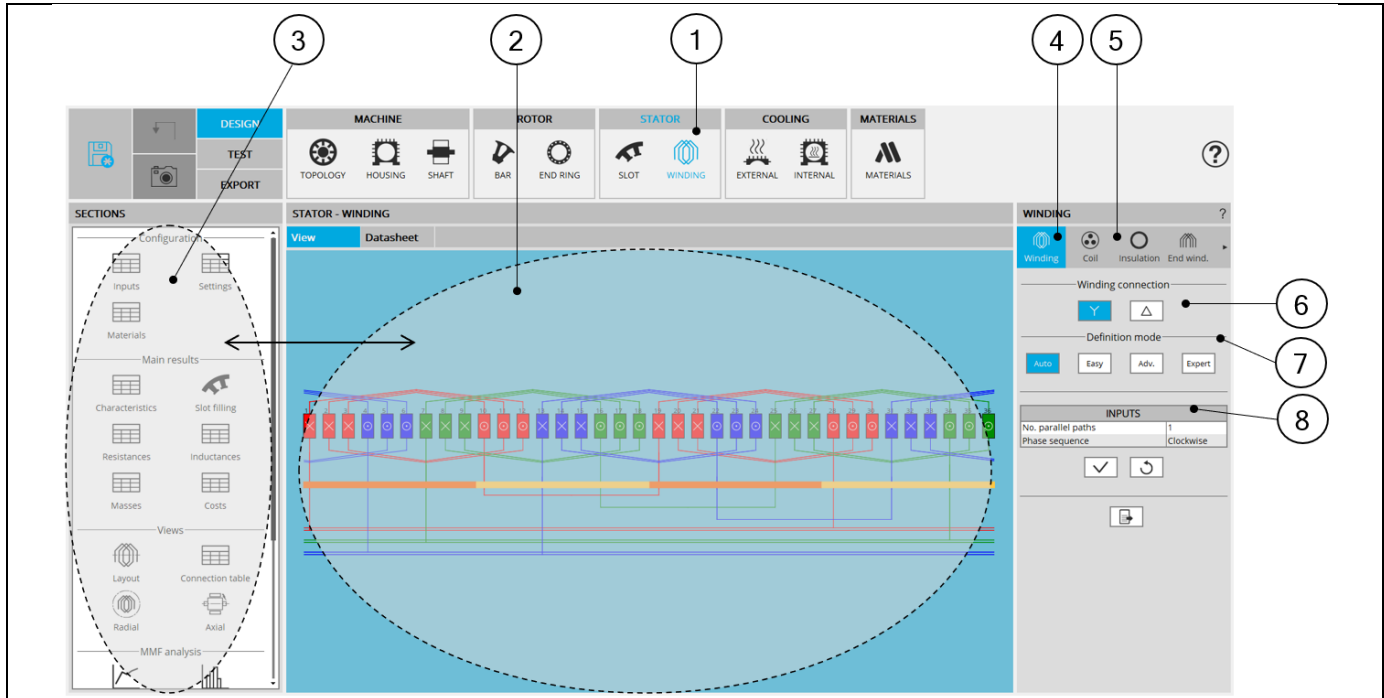 3
2
1
4
5
DESIGN
TEST
EXPORT
MACHINE
TOPOLOGY
HOUSING
SHAFT
ROTOR
BAR
END RING
STATOR
SLOT
WINDING
COOLING
EXTERNAL
INTERNAL
MATERIALS
MATERIALS
?
SECTIONS
Configuration
Inputs
Settings
Materials
Main results
Characteristics
Slot filling
Resistances
Inductances
Masses
Costs
Views
Layout
Connection table
Radial
Axial
MMF analysis
STATOR - WINDING
View
Datasheet
WINDING
?
Winding
Coil
Insulation
End wind.
Winding connection
6
Definition mode
7
Auto
Easy
Adv.
Expert
INPUTS
8
No. parallel paths 1
Phase sequence Clockwise